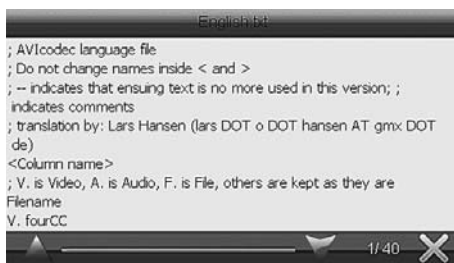 English.txt
; AVIcodec language file
; Do not change names inside < and >
; -- indicates that ensuing text is no more used in this version; ;
indicates comments
; translation by: Lars Hansen (lars DOT o DOT hansen AT gmx DOT
de)
<Column name>
; V. is Video, A. is Audio, F. is File, others are kept as they are
Filename
V. fourCC
1/40